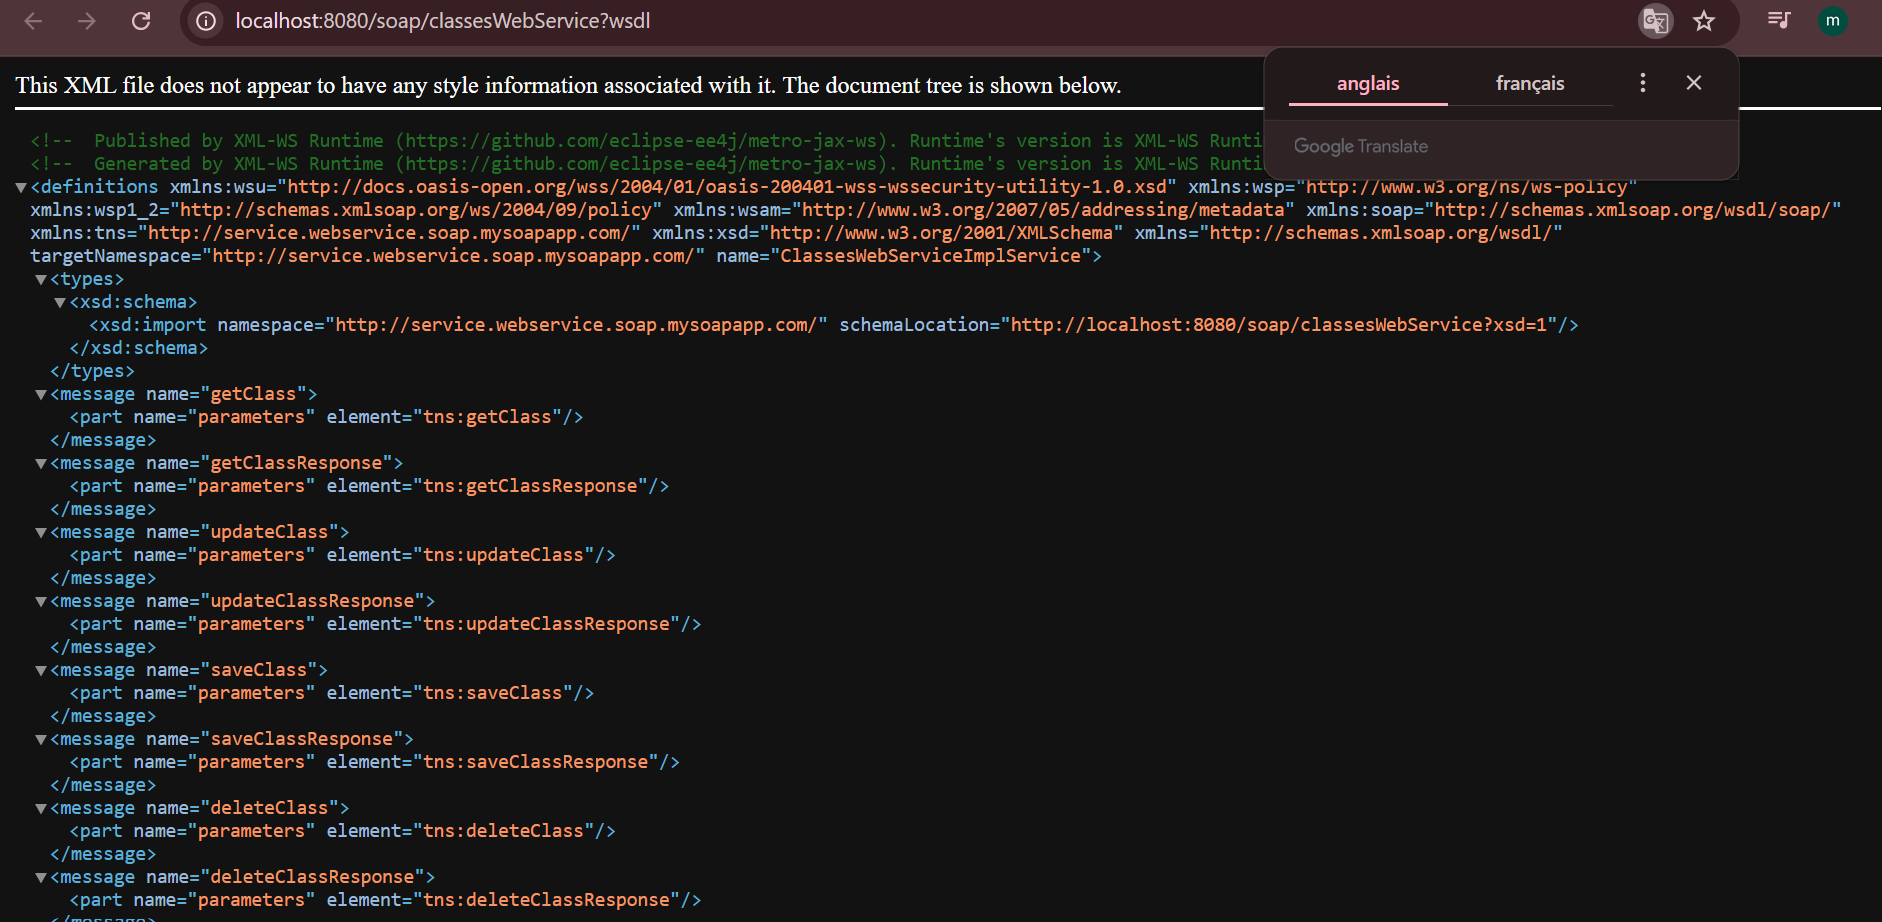 localhost:8080/soap/classesWebService?wsdl
m
anglais français
Google Translate
This XML file does not appear to have any style information associated with it. The document tree is shown below.
<!-- Published by XML-WS Runtime (https://github.com/eclipse-ee4j/metro-jax-ws). Runtime's version is XML-WS
<!-- Generated by XML-WS Runtime (https://github.com/eclipse-ee4j/metro-jax-ws). Runtime's version is XML-WS
▼<definitions xmlns:wsu="http://docs.oasis-open.org/wss/2004/01/oasis-200401-wss-wssecurity-utility-1.0.xsd" xmlns:wsp="http://www.w3.org/ns/ws-policy"
xmlns:wsp1_2="http://schemas.xmlsoap.org/ws/2004/09/policy" xmlns:wsam="http://www.w3.org/2007/05/addressing/metadata" xmlns:soap="http://schemas.xmlsoap.org/wsdl/soap/"
xmlns:tns="http://service.webservice.soap.mysoapapp.com/" xmlns:xsd="http://www.w3.org/2001/XMLSchema" xmlns="http://schemas.xmlsoap.org/wsdl/"
targetNamespace="http://service.webservice.soap.mysoapapp.com/" name="ClassesWebServiceImplService">
▼<types>
▼<xsd:schema>
<xsd:import namespace="http://service.webservice.soap.mysoapapp.com/" schemaLocation="http://localhost:8080/soap/classesWebService?xsd=1"/>
</xsd:schema>
</types>
▼<message name="getClass">
<part name="parameters" element="tns:getClass"/>
</message>
▼<message name="getClassResponse">
<part name="parameters" element="tns:getClassResponse"/>
</message>
▼<message name="updateClass">
<part name="parameters" element="tns:updateClass"/>
</message>
▼<message name="updateClassResponse">
<part name="parameters" element="tns:updateClassResponse"/>
</message>
▼<message name="saveClass">
<part name="parameters" element="tns:saveClass"/>
</message>
▼<message name="saveClassResponse">
<part name="parameters" element="tns:saveClassResponse"/>
</message>
▼<message name="deleteClass">
<part name="parameters" element="tns:deleteClass"/>
</message>
▼<message name="deleteClassResponse">
<part name="parameters" element="tns:deleteClassResponse"/>